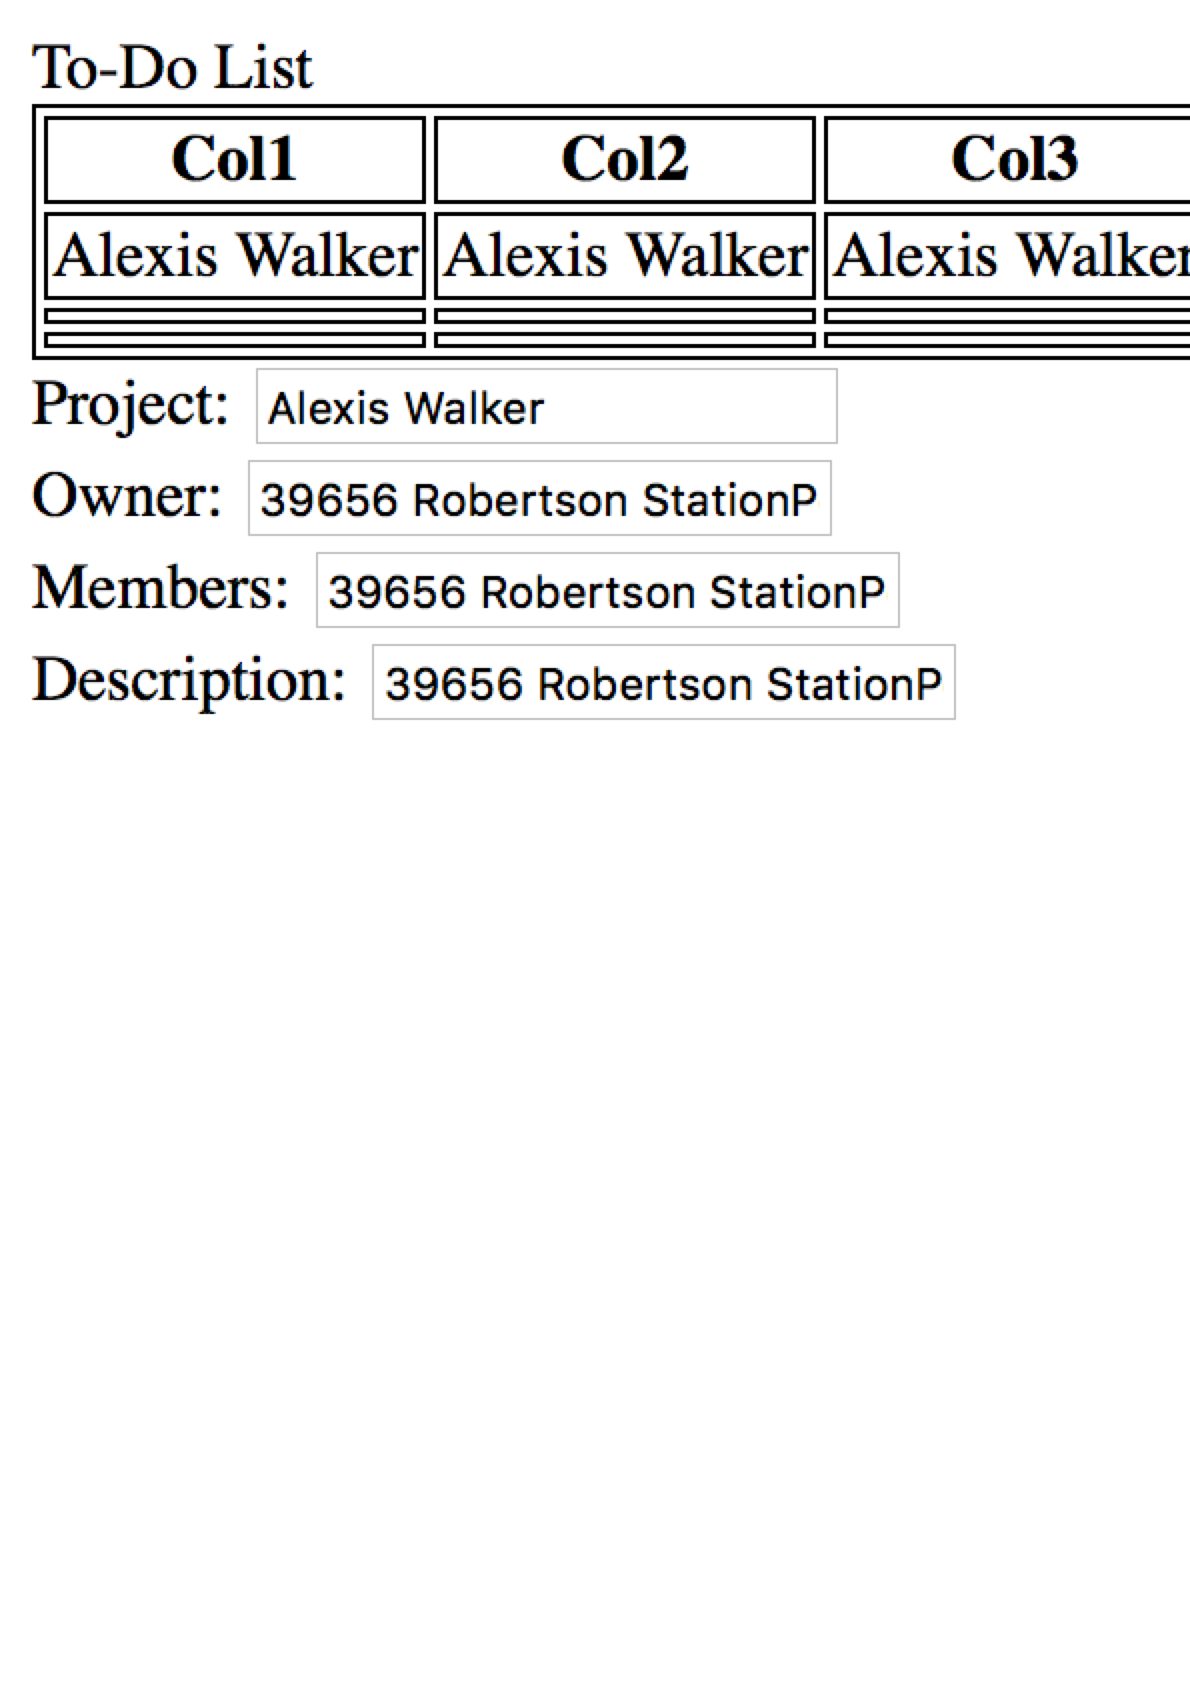 To-Do List
Col1 Col2 Col3
Alexis Walker Alexis Walker Alexis Walker
Project: Alexis Walker
Owner: 39656 Robertson StationP
Members: 39656 Robertson StationP
Description: 39656 Robertson StationP